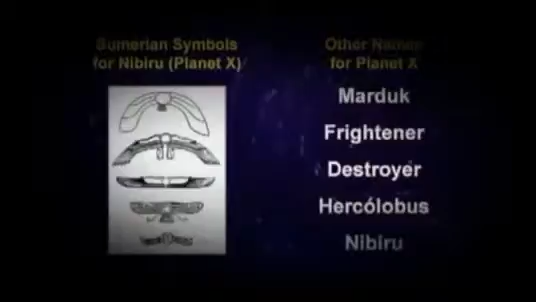 Sumerian Symbols
for Nibiru (Planet X)
Other Names
for Planet X
Marduk
Frightener
Destroyer
Hercólobus
Nibiru